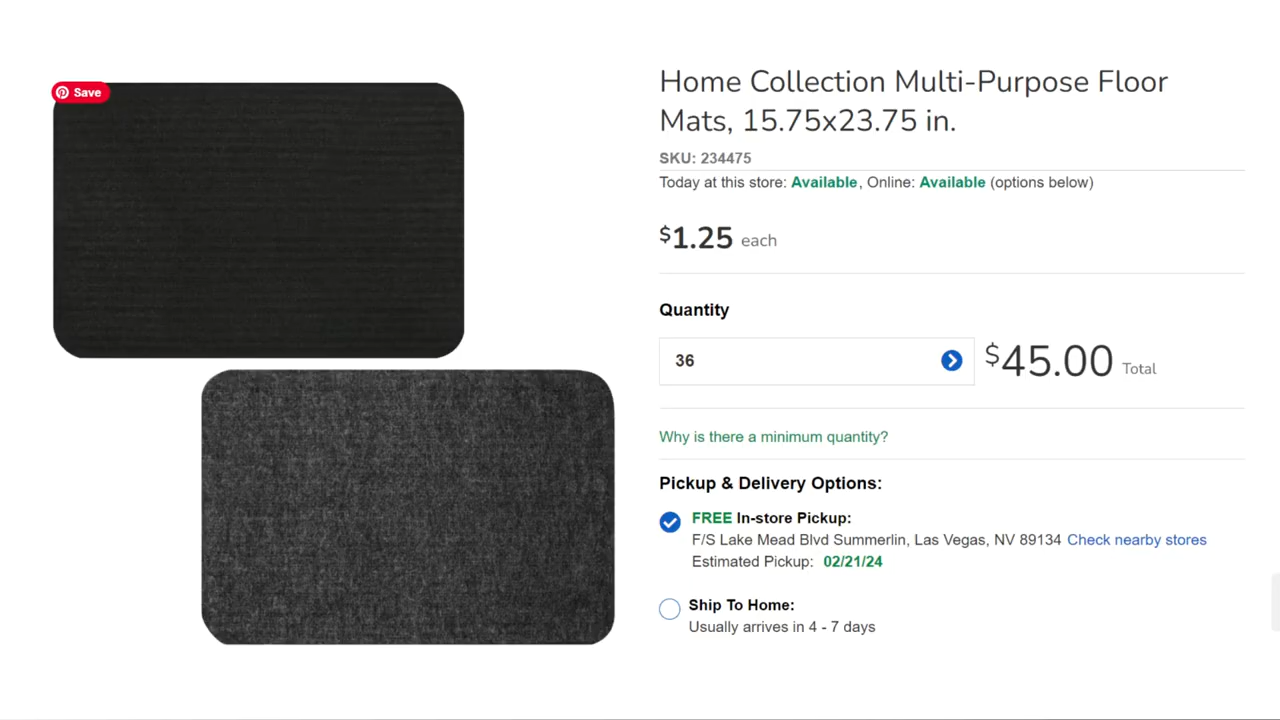 Save
Home Collection Multi-Purpose Floor
Mats, 15.75x23.75 in.
SKU: 234475
Today at this store: Available, Online: Available (options below)
$1.25 each
Quantity
36
$45.00 Total
Why is there a minimum quantity?
Pickup & Delivery Options:
FREE In-store Pickup:
F/S Lake Mead Blvd Summerlin, Las Vegas, NV 89134 Check nearby stores
Estimated Pickup: 02/21/24
Ship To Home:
Usually arrives in 4 - 7 days